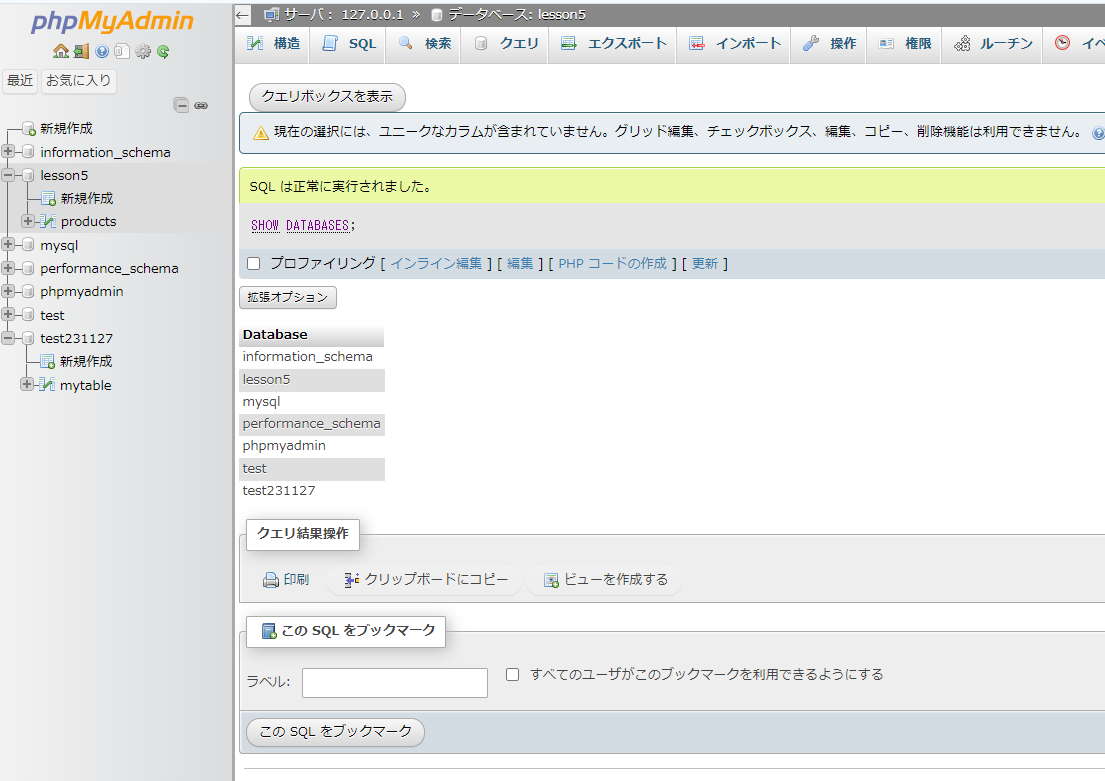 phpMyAdmin
最近 お気に入り
新規作成
information_schema
lesson5
新規作成
products
mysql
performance_schema
phpmyadmin
test
test231127
新規作成
mytable
サーバ: 127.0.0.1 » データベース: lesson5
構造 SQL 検索 クエリ エクスポート インポート 操作 権限 ルーチン イベ
クエリボックスを表示
現在の選択には、ユニークなカラムが含まれていません。グリッド編集、チェックボックス、編集、コピー、削除機能は利用できません。
SQL は正常に実行されました。
SHOW DATABASES;
プロファイリング [ インライン編集 ] [ 編集 ] [ PHP コードの作成 ] [ 更新 ]
拡張オプション
Database
information_schema
lesson5
mysql
performance_schema
phpmyadmin
test
test231127
クエリ結果操作
印刷 クリップボードにコピー ビューを作成する
この SQL をブックマーク
ラベル: すべてのユーザがこのブックマークを利用できるようにする
この SQL をブックマーク